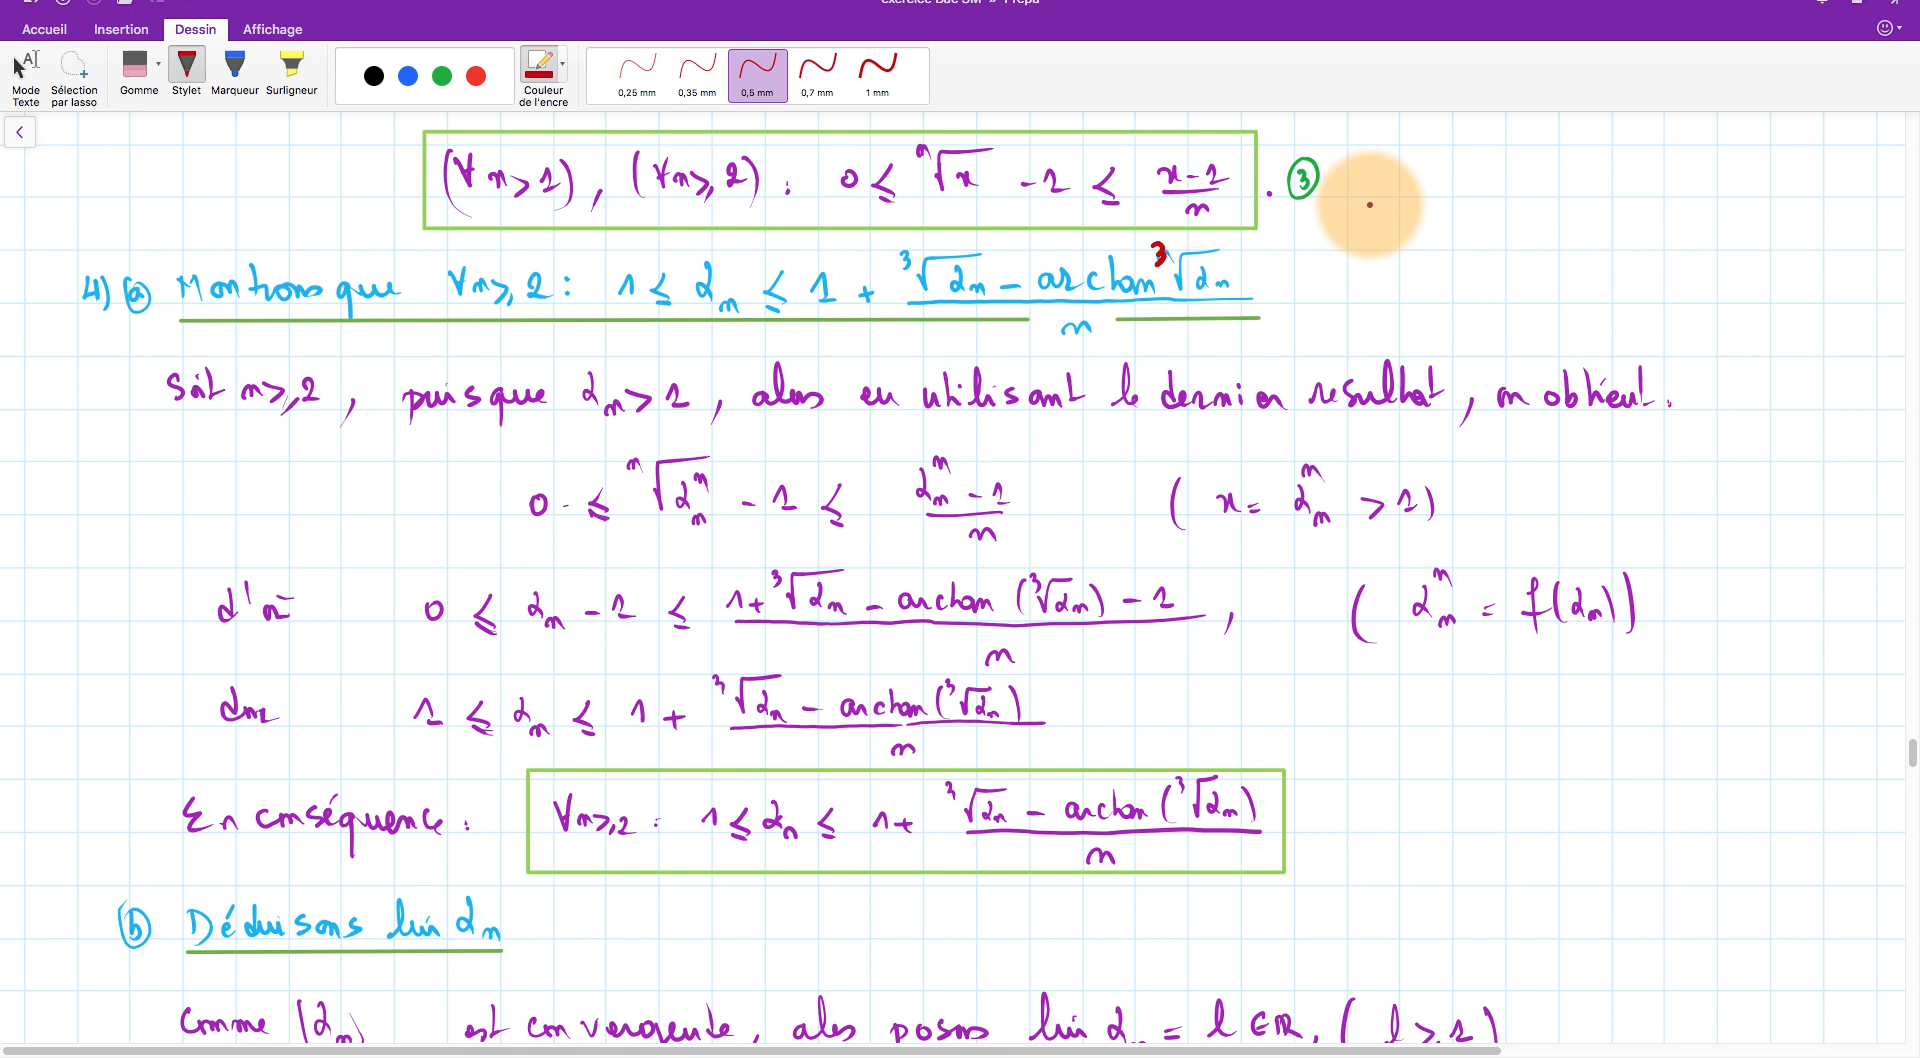 exercice Bac SM » Prépa
Accueil Insertion Dessin Affichage
Mode Texte Sélection par lasso Gomme Stylet Marqueur Surligneur Couleur de l'encre 0,25 mm 0,35 mm 0,5 mm 0,7 mm 1 mm
(∀x>1), (∀n≥2) : 0 ≤ ⁿ√x - 1 ≤ (x-1)/n . ③
4) ⓐ Montrons que ∀n≥2 : 1 ≤ αₙ ≤ 1 + (³√αₙ - arctan ³√αₙ)/n
Soit n≥2, puisque αₙ > 1, alors en utilisant le dernier resultat, on obtient.
0 ≤ ⁿ√αₙⁿ - 1 ≤ (αₙⁿ - 1)/n ( x = αₙⁿ > 1 )
d'où 0 ≤ αₙ - 1 ≤ (1+³√αₙ - arctan (³√αₙ) - 1)/n , ( αₙⁿ = f(αₙ) )
donc 1 ≤ αₙ ≤ 1 + (³√αₙ - arctan (³√αₙ))/n
En conséquence : ∀n≥2 : 1 ≤ αₙ ≤ 1 + (³√αₙ - arctan (³√αₙ))/n
ⓑ Déduisons lim αₙ
Comme (αₙ) est convergente, alors posons lim αₙ = l ∈ ℝ, ( l ≥ 1 )